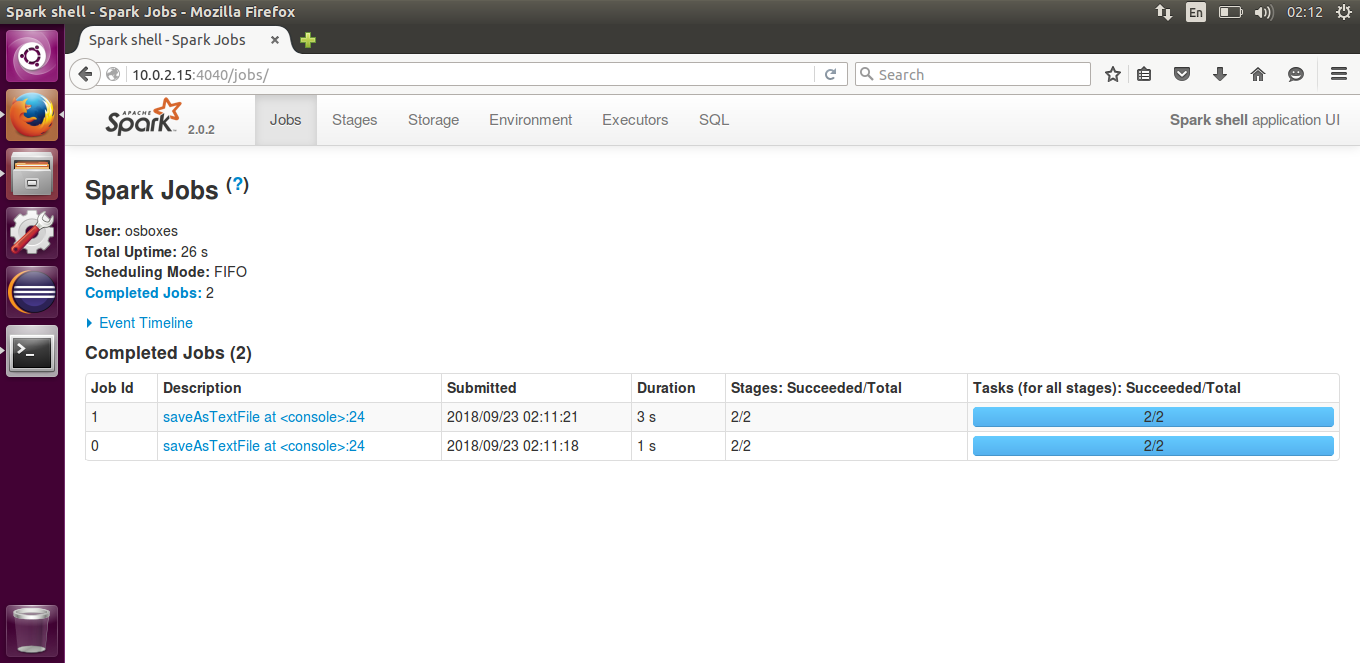 Spark shell - Spark Jobs - Mozilla Firefox
En
02:12
Spark shell - Spark Jobs
10.0.2.15:4040/jobs/
Search
APACHE
Spark 2.0.2
Jobs Stages Storage Environment Executors SQL
Spark shell application UI
Spark Jobs (?)
User: osboxes
Total Uptime: 26 s
Scheduling Mode: FIFO
Completed Jobs: 2
Event Timeline
Completed Jobs (2)
Job Id Description Submitted Duration Stages: Succeeded/Total Tasks (for all stages): Succeeded/Total
1 saveAsTextFile at <console>:24 2018/09/23 02:11:21 3 s 2/2 2/2
0 saveAsTextFile at <console>:24 2018/09/23 02:11:18 1 s 2/2 2/2